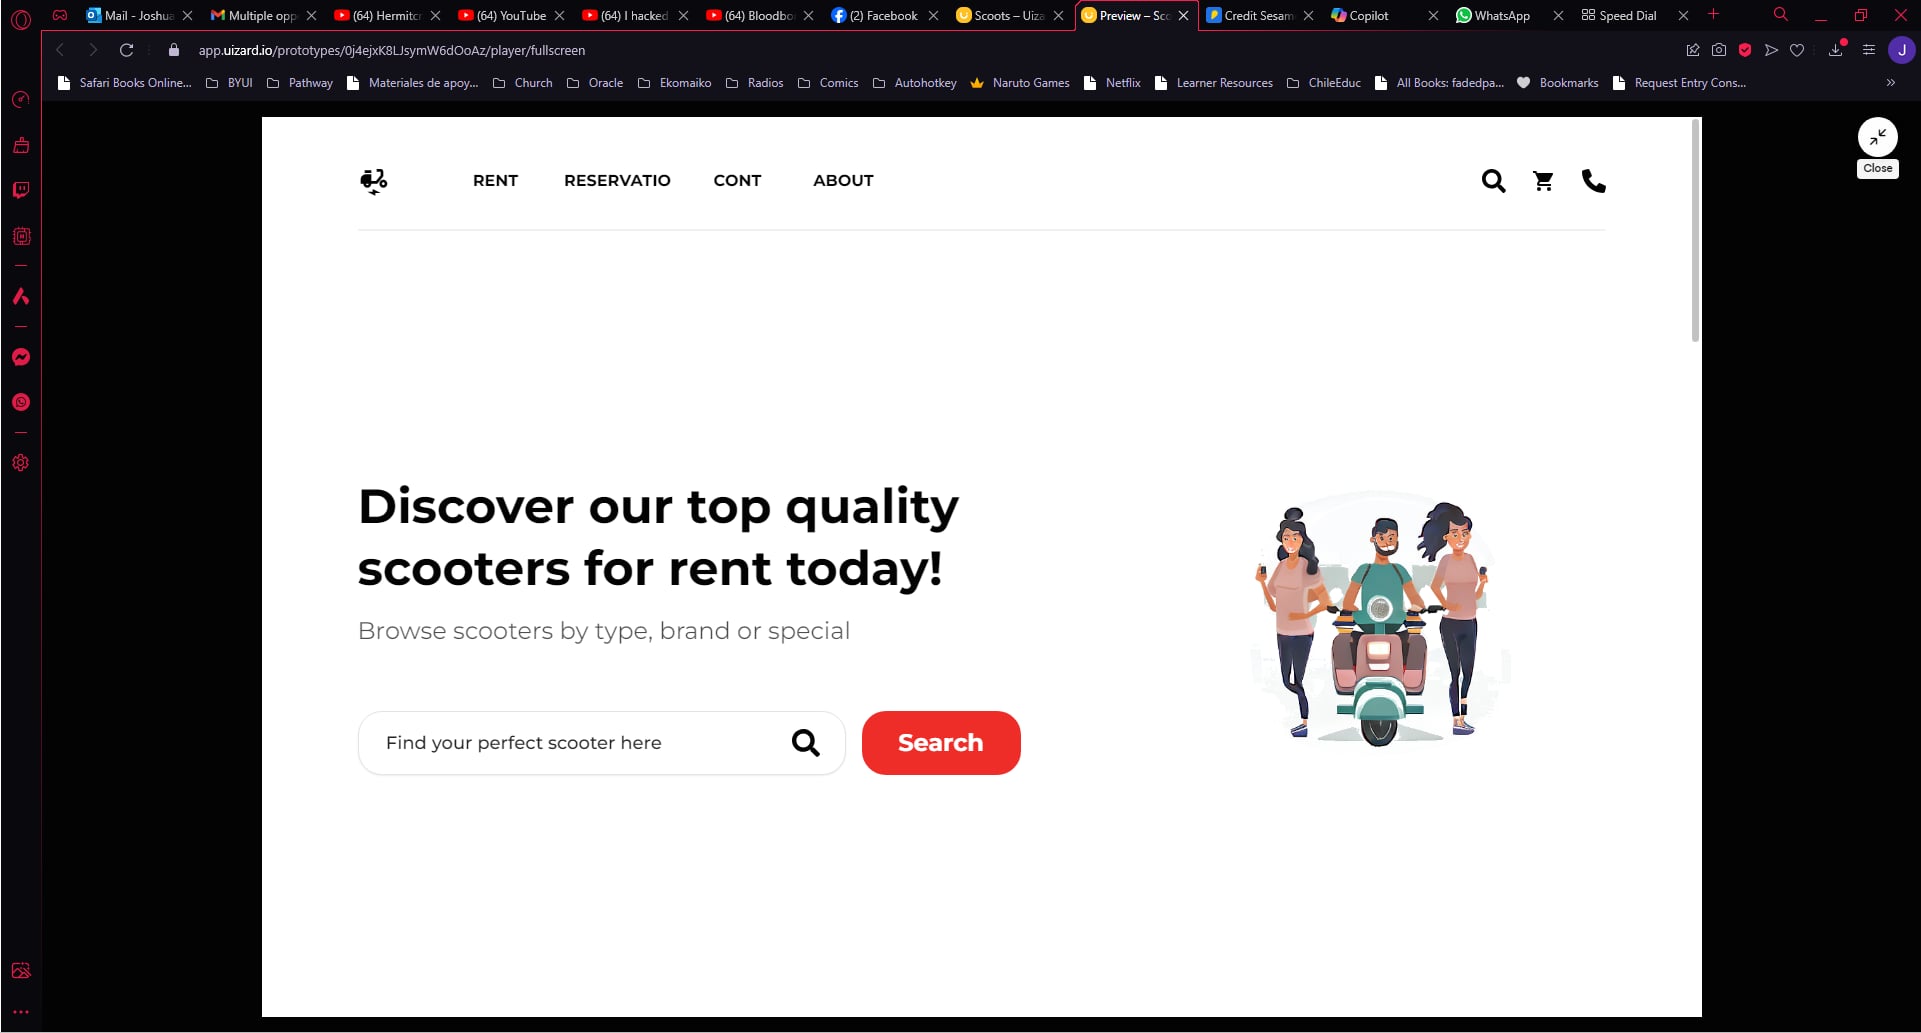 Mail - Joshua
Multiple opp
(64) Hermitcr
(64) YouTube
(64) I hacked
(64) Bloodbo
(2) Facebook
Scoots – Uiza
Preview – Sco
Credit Sesam
Copilot
WhatsApp
Speed Dial
app.uizard.io/prototypes/0j4ejxK8LJsymW6dOoAz/player/fullscreen
J
Safari Books Online...
BYUI
Pathway
Materiales de apoy...
Church
Oracle
Ekomaiko
Radios
Comics
Autohotkey
Naruto Games
Netflix
Learner Resources
ChileEduc
All Books: fadedpa...
Bookmarks
Request Entry Cons...
Close
RENT
RESERVATIO
CONT
ABOUT
Discover our top quality
scooters for rent today!
Browse scooters by type, brand or special
Find your perfect scooter here
Search